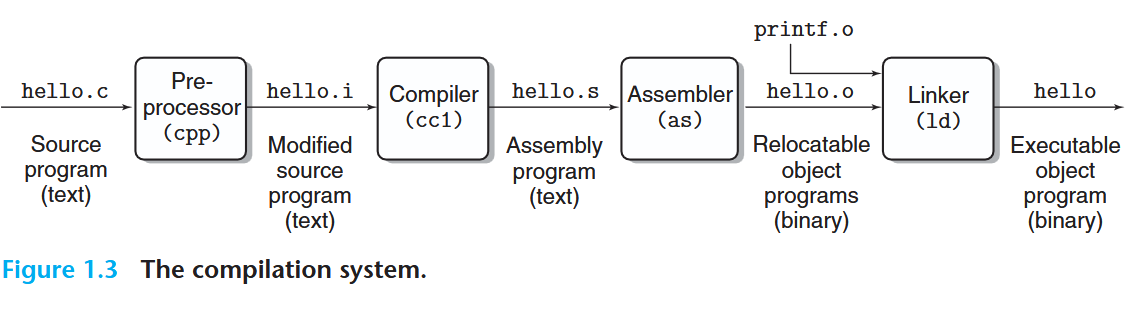 printf.o
hello.c
Pre-
processor
(cpp)
hello.i
Compiler
(cc1)
hello.s
Assembler
(as)
hello.o
Linker
(ld)
hello
Source
program
(text)
Modified
source
program
(text)
Assembly
program
(text)
Relocatable
object
programs
(binary)
Executable
object
program
(binary)
Figure 1.3 The compilation system.